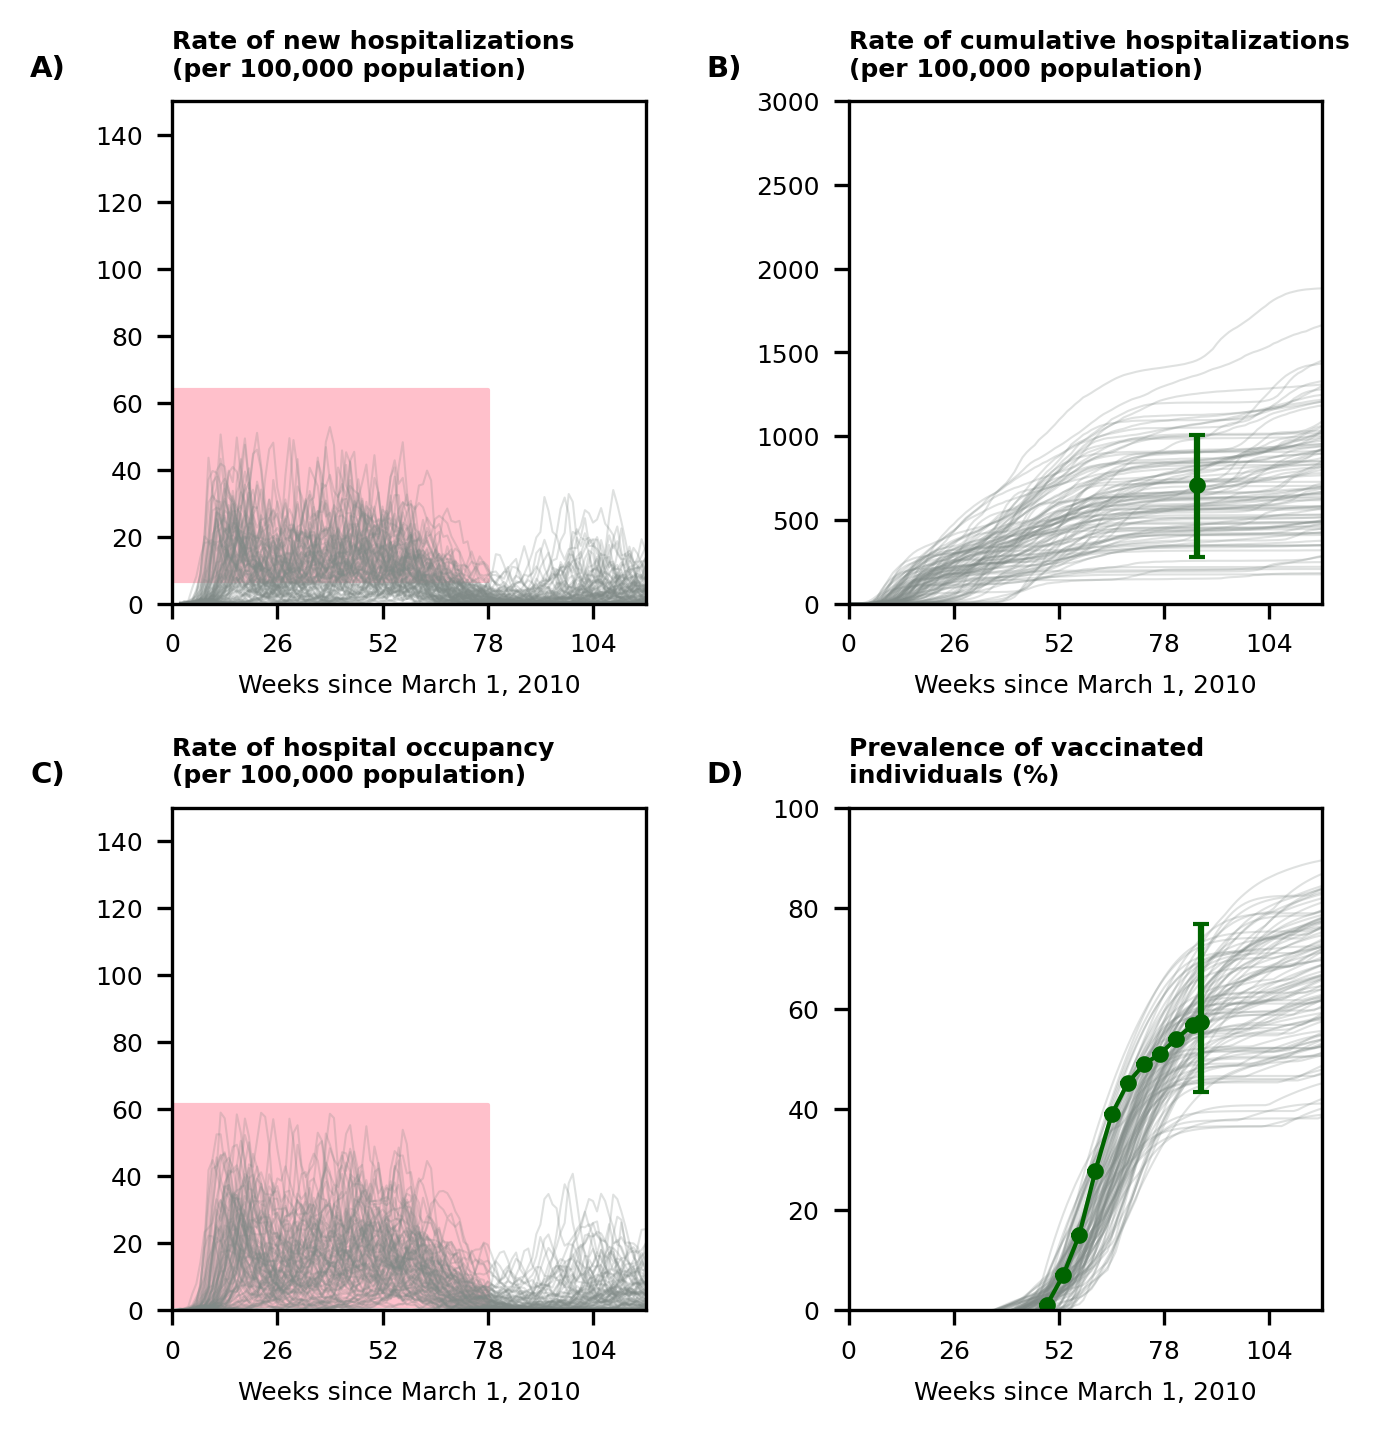 A)
Rate of new hospitalizations
(per 100,000 population)
140
120
100
80
60
40
20
0
0 26 52 78 104
Weeks since March 1, 2010
B)
Rate of cumulative hospitalizations
(per 100,000 population)
3000
2500
2000
1500
1000
500
0
0 26 52 78 104
Weeks since March 1, 2010
C)
Rate of hospital occupancy
(per 100,000 population)
140
120
100
80
60
40
20
0
0 26 52 78 104
Weeks since March 1, 2010
D)
Prevalence of vaccinated
individuals (%)
100
80
60
40
20
0
0 26 52 78 104
Weeks since March 1, 2010